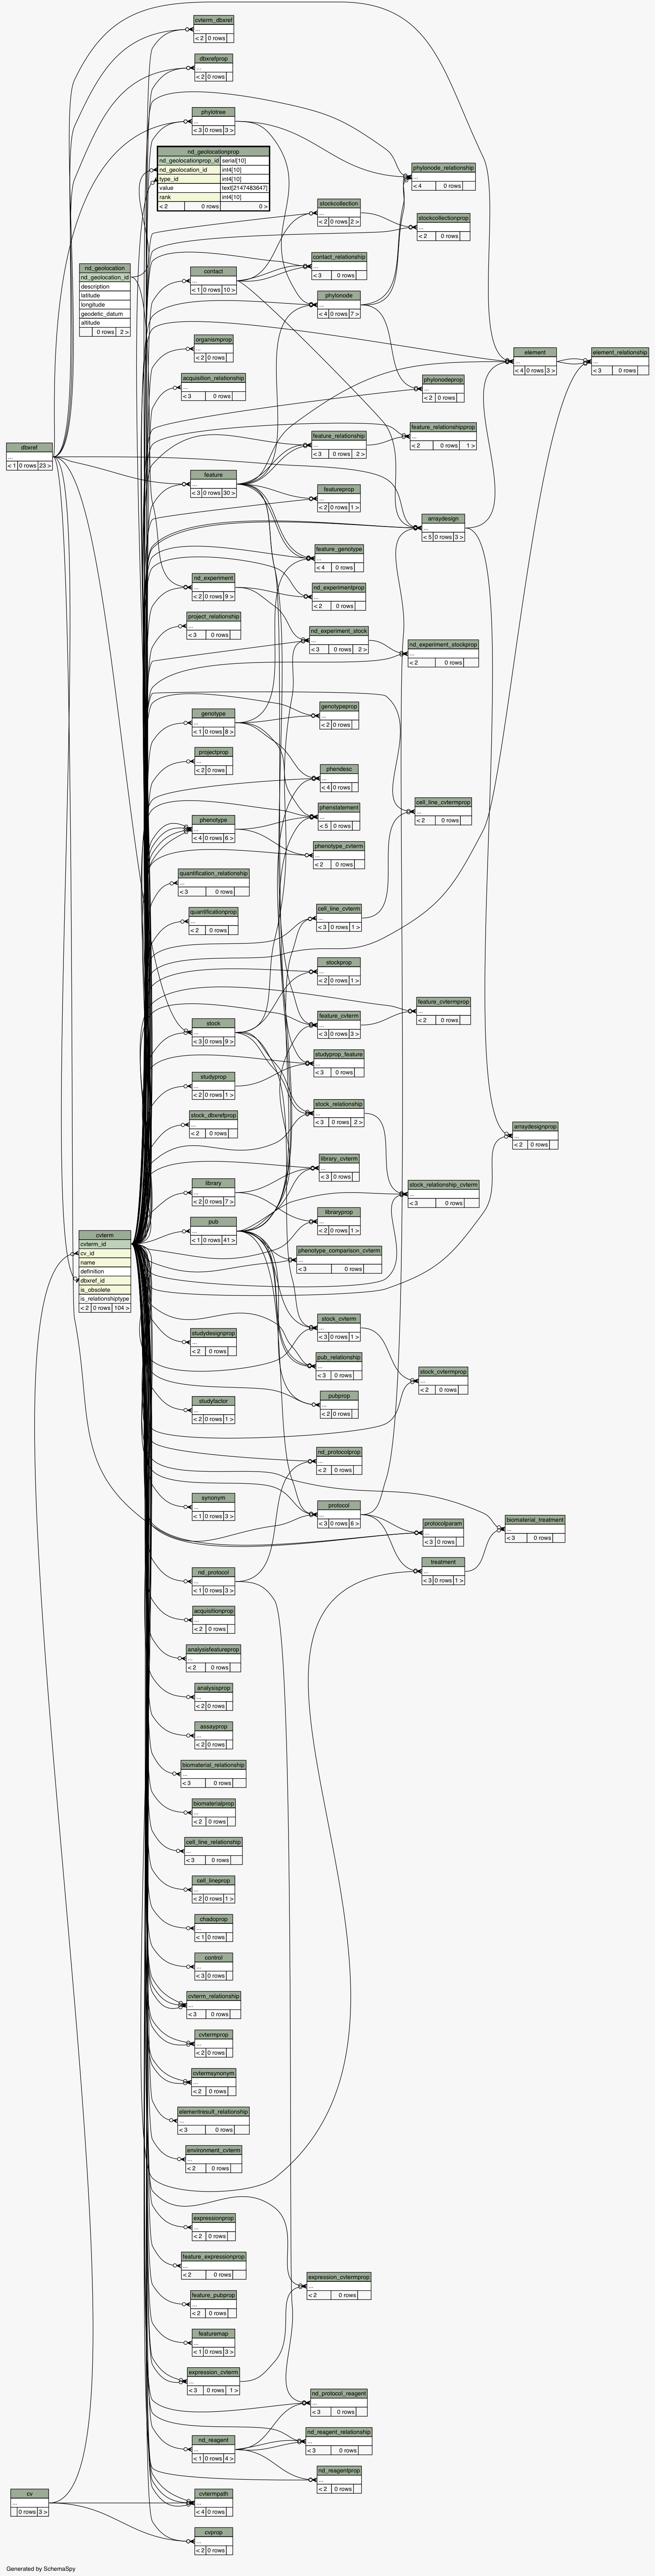 cvterm_dbxref
...
< 2 0 rows
dbxrefprop
...
< 2 0 rows
phylotree
...
< 3 0 rows 3 >
nd_geolocationprop
nd_geolocationprop_id serial[10]
nd_geolocation_id int4[10]
type_id int4[10]
value text[2147483647]
rank int4[10]
< 2 0 rows 0 >
phylonode_relationship
...
< 4 0 rows
stockcollection
...
< 2 0 rows 2 >
stockcollectionprop
...
< 2 0 rows
nd_geolocation
nd_geolocation_id
description
latitude
longitude
geodetic_datum
altitude
0 rows 2 >
contact
...
< 1 0 rows 10 >
contact_relationship
...
< 3 0 rows
phylonode
...
< 4 0 rows 7 >
organismprop
...
< 2 0 rows
element
...
< 4 0 rows 3 >
element_relationship
...
< 3 0 rows
acquisition_relationship
...
< 3 0 rows
phylonodeprop
...
< 2 0 rows
dbxref
...
< 1 0 rows 23 >
feature_relationship
...
< 3 0 rows 2 >
feature_relationshipprop
...
< 2 0 rows 1 >
feature
...
< 3 0 rows 30 >
featureprop
...
< 2 0 rows 1 >
arraydesign
...
< 5 0 rows 3 >
feature_genotype
...
< 4 0 rows
nd_experiment
...
< 2 0 rows 9 >
nd_experimentprop
...
< 2 0 rows
project_relationship
...
< 3 0 rows
nd_experiment_stock
...
< 3 0 rows 2 >
nd_experiment_stockprop
...
< 2 0 rows
genotype
...
< 1 0 rows 8 >
genotypeprop
...
< 2 0 rows
projectprop
...
< 2 0 rows
phendesc
...
< 4 0 rows
phenotype
...
< 4 0 rows 6 >
phenstatement
...
< 5 0 rows
cell_line_cvtermprop
...
< 2 0 rows
phenotype_cvterm
...
< 2 0 rows
quantification_relationship
...
< 3 0 rows
quantificationprop
...
< 2 0 rows
cell_line_cvterm
...
< 3 0 rows 1 >
stockprop
...
< 2 0 rows 1 >
stock
...
< 3 0 rows 9 >
feature_cvterm
...
< 3 0 rows 3 >
feature_cvtermprop
...
< 2 0 rows
studyprop
...
< 2 0 rows 1 >
studyprop_feature
...
< 3 0 rows
stock_dbxrefprop
...
< 2 0 rows
stock_relationship
...
< 3 0 rows 2 >
arraydesignprop
...
< 2 0 rows
library
...
< 2 0 rows 7 >
library_cvterm
...
< 3 0 rows
stock_relationship_cvterm
...
< 3 0 rows
pub
...
< 1 0 rows 41 >
libraryprop
...
< 2 0 rows 1 >
cvterm
cvterm_id
cv_id
name
definition
dbxref_id
is_obsolete
is_relationshiptype
< 2 0 rows 104 >
phenotype_comparison_cvterm
...
< 3 0 rows
studydesignprop
...
< 2 0 rows
stock_cvterm
...
< 3 0 rows 1 >
pub_relationship
...
< 3 0 rows
stock_cvtermprop
...
< 2 0 rows
studyfactor
...
< 2 0 rows 1 >
pubprop
...
< 2 0 rows
nd_protocolprop
...
< 2 0 rows
synonym
...
< 1 0 rows 3 >
protocol
...
< 3 0 rows 6 >
protocolparam
...
< 3 0 rows
biomaterial_treatment
...
< 3 0 rows
nd_protocol
...
< 1 0 rows 3 >
treatment
...
< 3 0 rows 1 >
acquisitionprop
...
< 2 0 rows
analysisfeatureprop
...
< 2 0 rows
analysisprop
...
< 2 0 rows
assayprop
...
< 2 0 rows
biomaterial_relationship
...
< 3 0 rows
biomaterialprop
...
< 2 0 rows
cell_line_relationship
...
< 3 0 rows
cell_lineprop
...
< 2 0 rows 1 >
chadoprop
...
< 1 0 rows
control
...
< 3 0 rows
cvterm_relationship
...
< 3 0 rows
cvtermprop
...
< 2 0 rows
cvtermsynonym
...
< 2 0 rows
elementresult_relationship
...
< 3 0 rows
environment_cvterm
...
< 2 0 rows
expressionprop
...
< 2 0 rows
feature_expressionprop
...
< 2 0 rows
expression_cvtermprop
...
< 2 0 rows
feature_pubprop
...
< 2 0 rows
featuremap
...
< 1 0 rows 3 >
expression_cvterm
...
< 3 0 rows 1 >
nd_protocol_reagent
...
< 3 0 rows
nd_reagent
...
< 1 0 rows 4 >
nd_reagent_relationship
...
< 3 0 rows
nd_reagentprop
...
< 2 0 rows
cv
...
0 rows 3 >
cvtermpath
...
< 4 0 rows
cvprop
...
< 2 0 rows
Generated by SchemaSpy